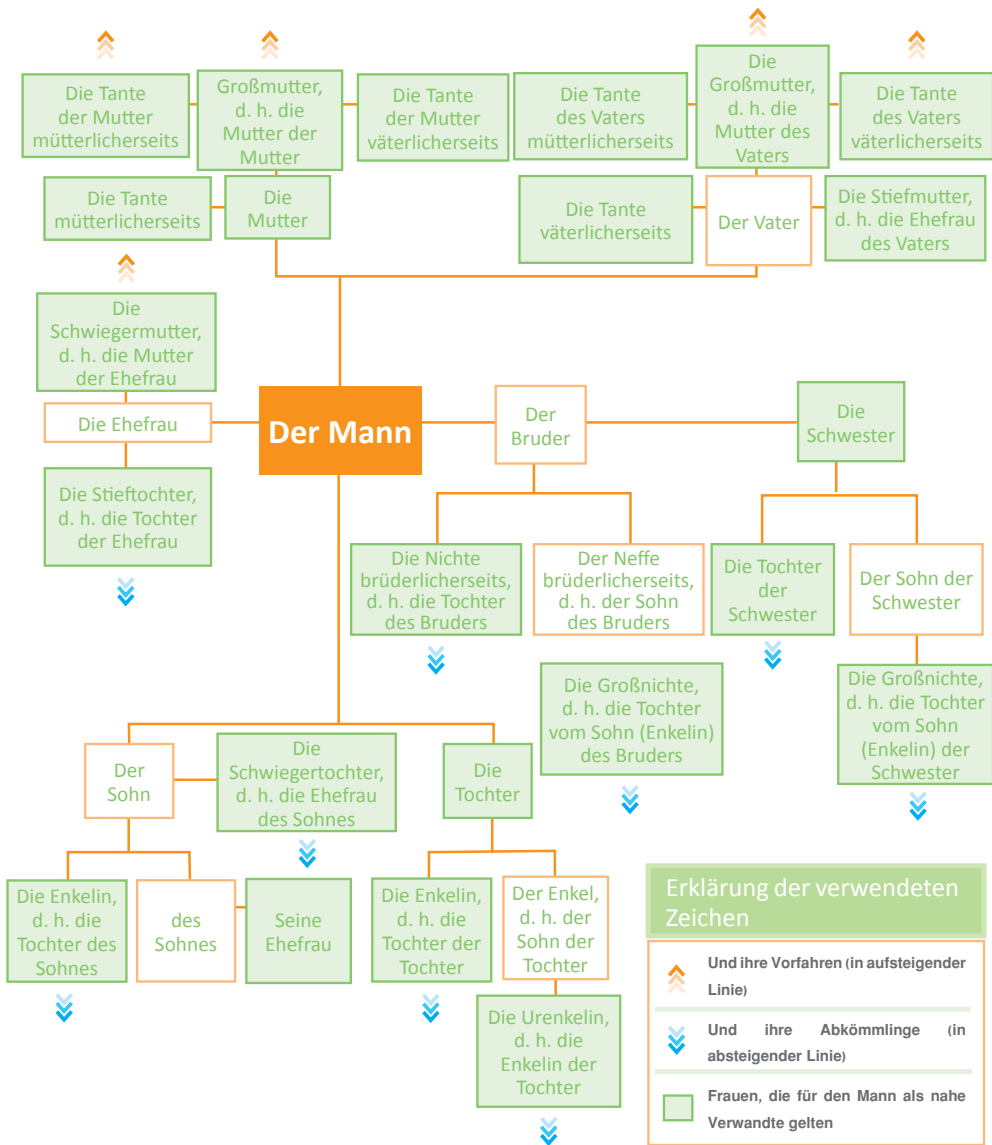 Die Tante
der Mutter
mütterlicherseits
Großmutter,
d. h. die
Mutter der
Mutter
Die Tante
der Mutter
väterlicherseits
Die Tante
des Vaters
mütterlicherseits
Die
Großmutter,
d. h. die
Mutter des
Vaters
Die Tante
des Vaters
väterlicherseits
Die Tante
mütterlicherseits
Die
Mutter
Die Tante
väterlicherseits
Der Vater
Die Stiefmutter,
d. h. die Ehefrau
des Vaters
Die
Schwiegermutter,
d. h. die Mutter
der Ehefrau
Die Ehefrau
Der Mann
Der
Bruder
Die
Schwester
Die Stieftochter,
d. h. die Tochter
der Ehefrau
Die Nichte
brüderlicherseits,
d. h. die Tochter
des Bruders
Der Neffe
brüderlicherseits,
d. h. der Sohn
des Bruders
Die Tochter
der
Schwester
Der Sohn der
Schwester
Die Großnichte,
d. h. die Tochter
vom Sohn (Enkelin)
des Bruders
Die Großnichte,
d. h. die Tochter
vom Sohn
(Enkelin) der
Schwester
Der
Sohn
Die
Schwiegertochter,
d. h. die Ehefrau
des Sohnes
Die
Tochter
Die Enkelin,
d. h. die
Tochter des
Sohnes
des
Sohnes
Seine
Ehefrau
Die Enkelin,
d. h. die
Tochter der
Tochter
Der Enkel,
d. h. der
Sohn der
Tochter
Die Urenkelin,
d. h. die
Enkelin der
Tochter
Erklärung der verwendeten
Zeichen
Und ihre Vorfahren (in aufsteigender
Linie)
Und ihre Abkömmlinge (in
absteigender Linie)
Frauen, die für den Mann als nahe
Verwandte gelten